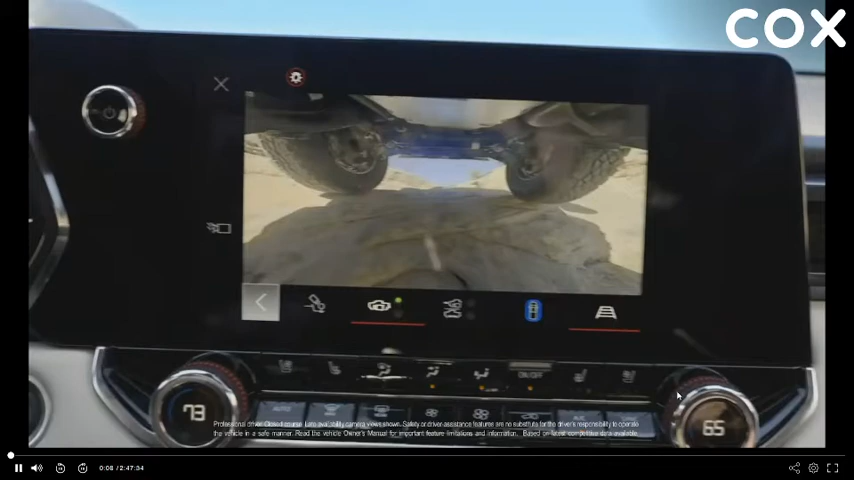 COX
73
65
ON/OFF
AUTO
Professional driver. Closed course.
Safety or driver-assistance features are no substitute for the driver's responsibility to operate
the vehicle in a safe manner. Read the vehicle Owner's Manual for important feature limitations and information. Based on latest competitive data available.
0:08 / 2:47:34